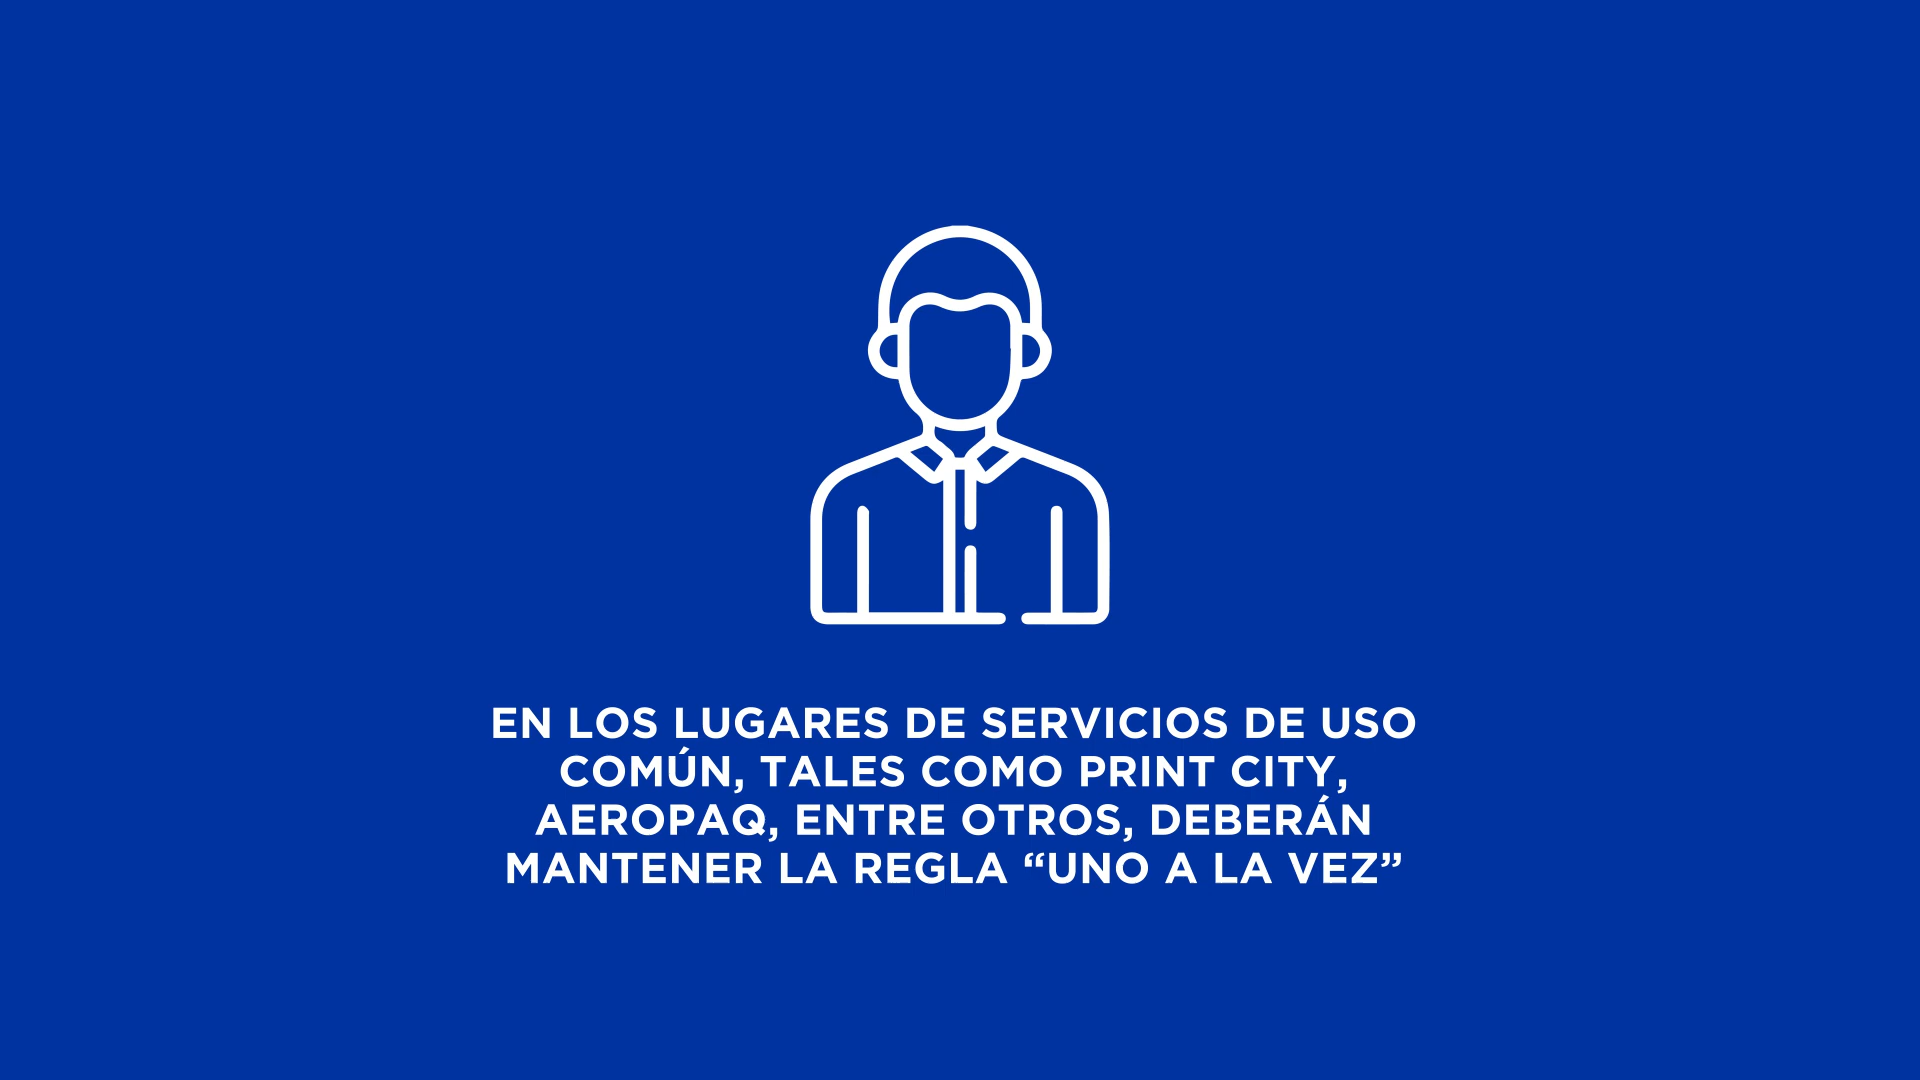 EN LOS LUGARES DE SERVICIOS DE USO
COMÚN, TALES COMO PRINT CITY,
AEROPAQ, ENTRE OTROS, DEBERÁN
MANTENER LA REGLA “UNO A LA VEZ”